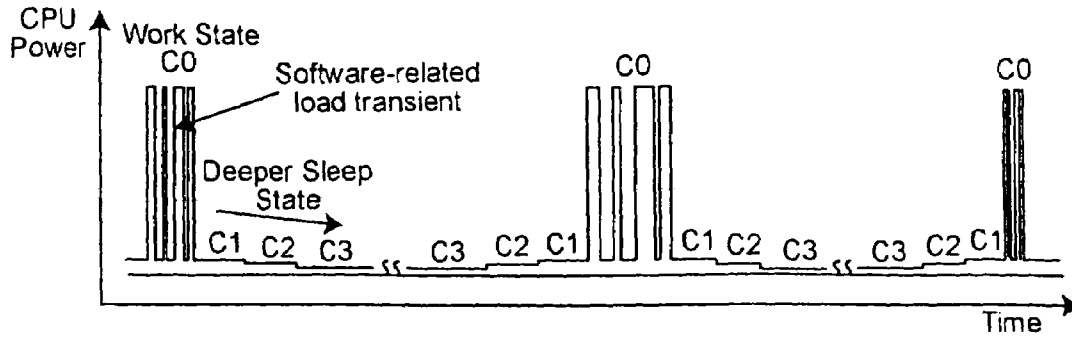 CPU
Power
Work State
C0
Software-related
load transient
Deeper Sleep
State
C1 C2 C3 C3 C2 C1
C0
C1 C2 C3 C3 C2 C1
C0
Time